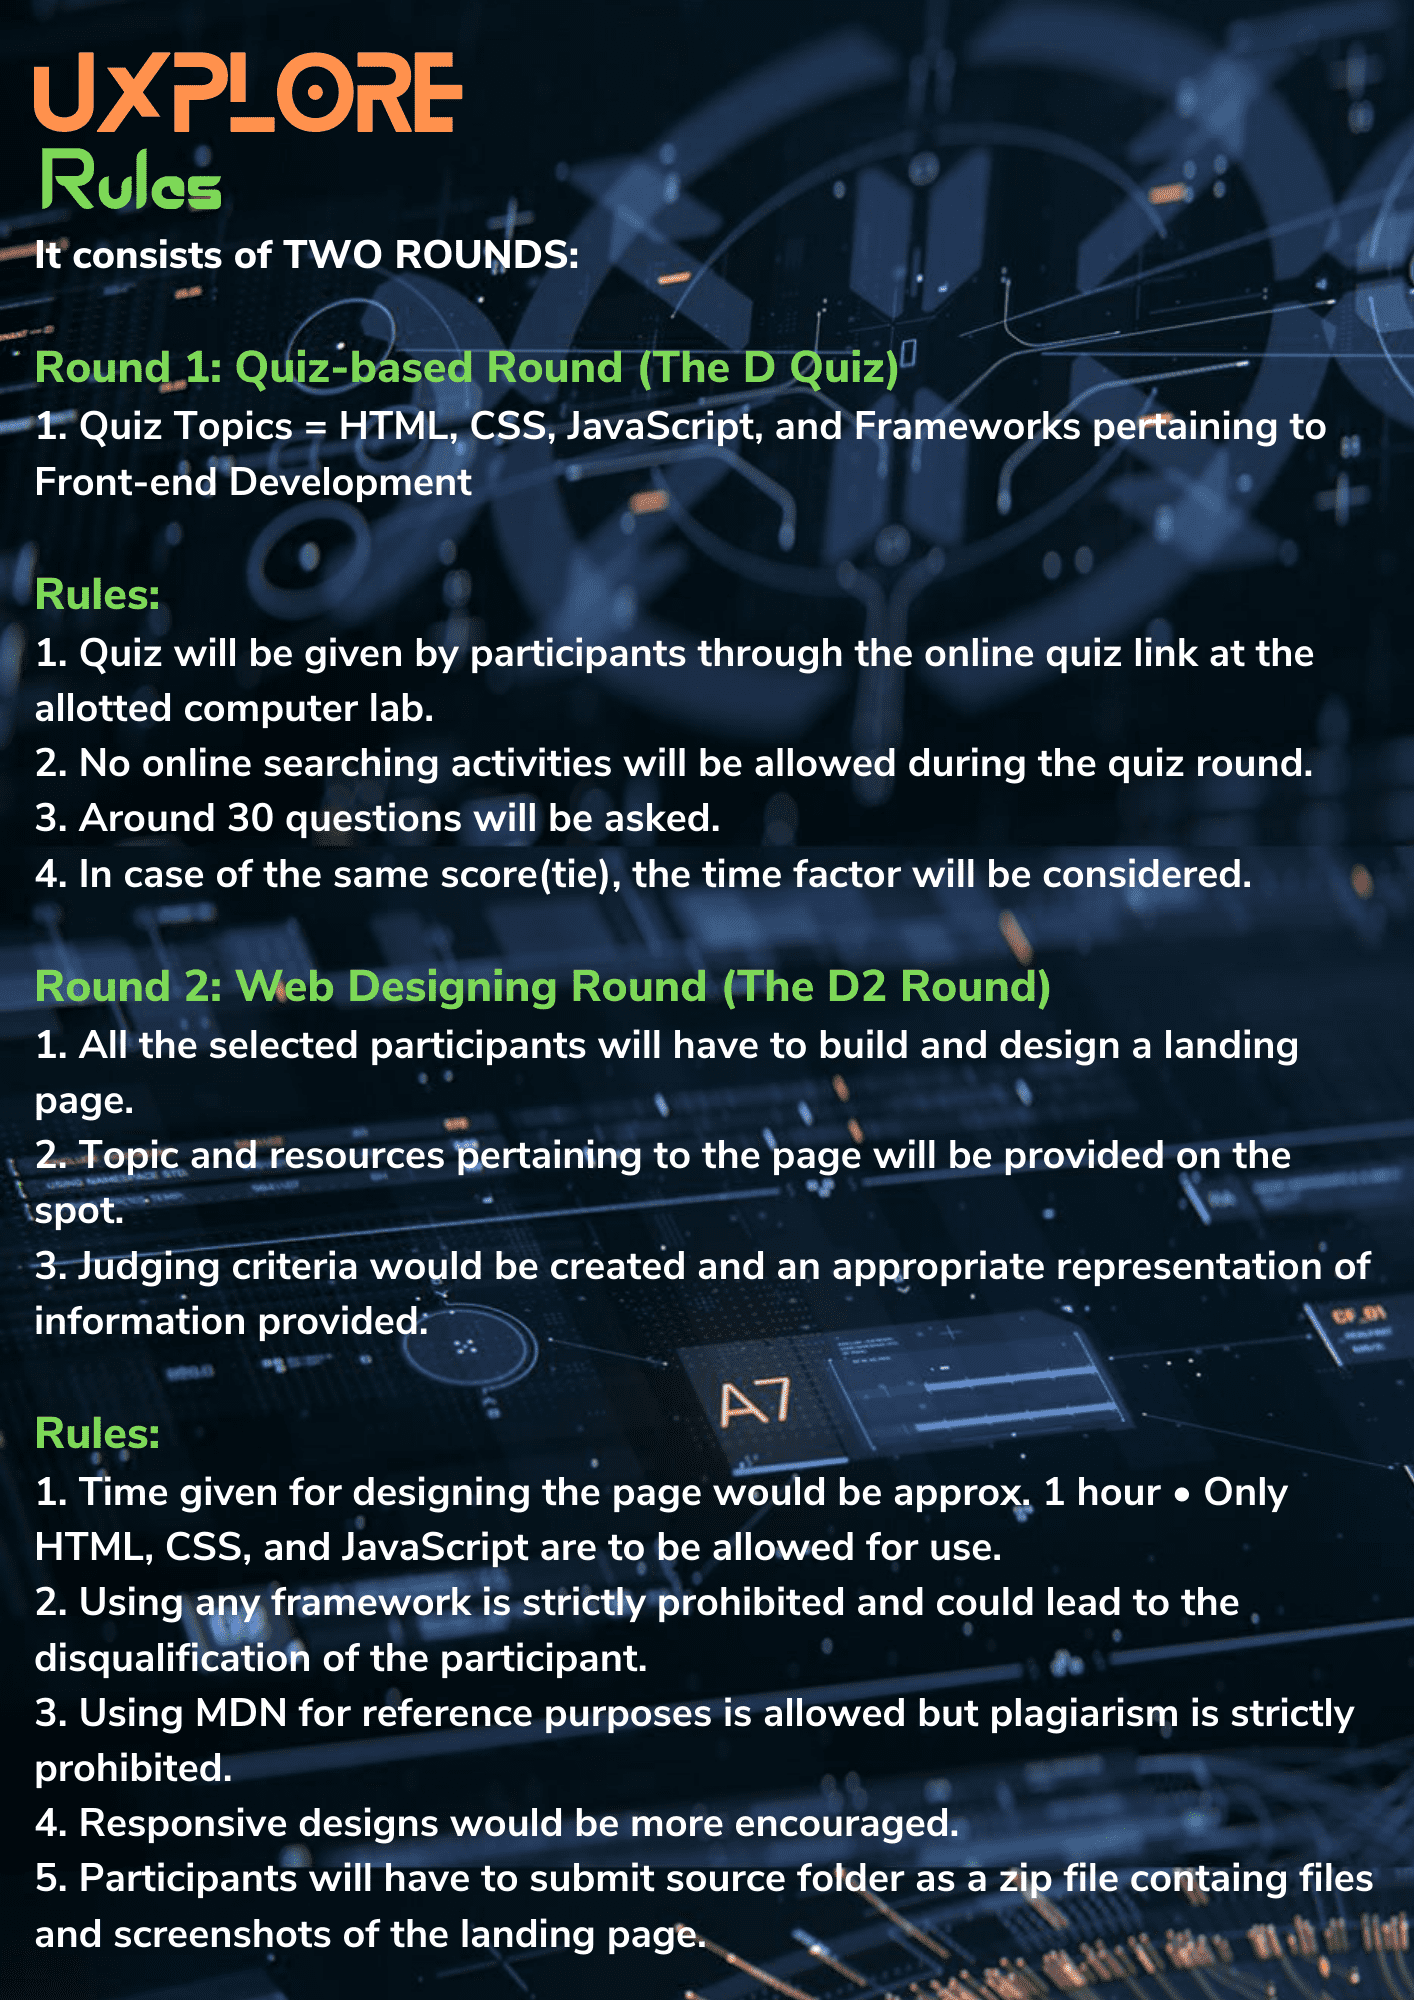 UXPLORE
Rules
It consists of TWO ROUNDS:
Round 1: Quiz-based Round (The D Quiz)
1. Quiz Topics = HTML, CSS, JavaScript, and Frameworks pertaining to
Front-end Development
Rules:
1. Quiz will be given by participants through the online quiz link at the
allotted computer lab.
2. No online searching activities will be allowed during the quiz round.
3. Around 30 questions will be asked.
4. In case of the same score(tie), the time factor will be considered.
Round 2: Web Designing Round (The D2 Round)
1. All the selected participants will have to build and design a landing
page.
2. Topic and resources pertaining to the page will be provided on the
spot.
3. Judging criteria would be created and an appropriate representation of
information provided.
A7
Rules:
1. Time given for designing the page would be approx. 1 hour • Only
HTML, CSS, and JavaScript are to be allowed for use.
2. Using any framework is strictly prohibited and could lead to the
disqualification of the participant.
3. Using MDN for reference purposes is allowed but plagiarism is strictly
prohibited.
4. Responsive designs would be more encouraged.
5. Participants will have to submit source folder as a zip file containg files
and screenshots of the landing page.